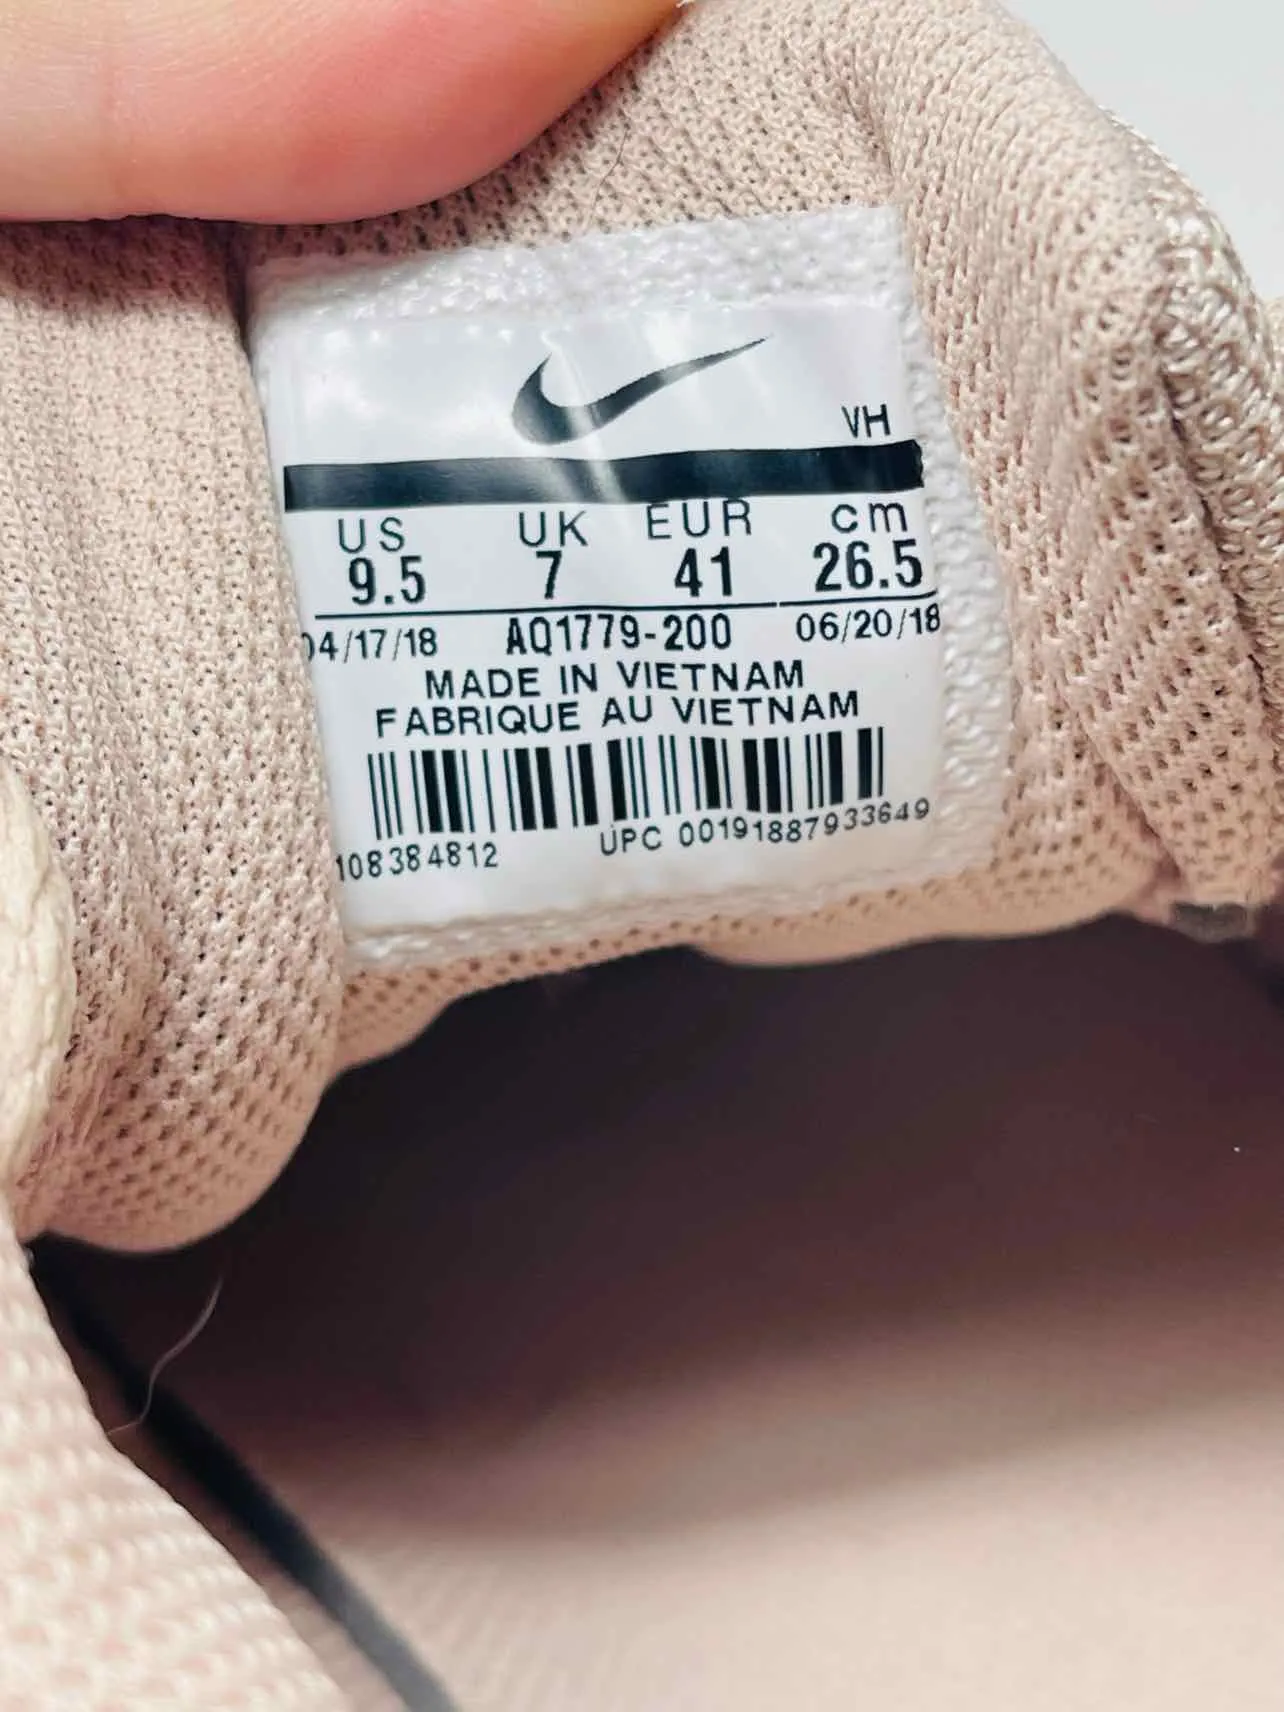 VH
US UK EUR cm
9.5 7 41 26.5
04/17/18 AQ1779-200 06/20/18
MADE IN VIETNAM
FABRIQUE AU VIETNAM
108384812 UPC 00191887933649